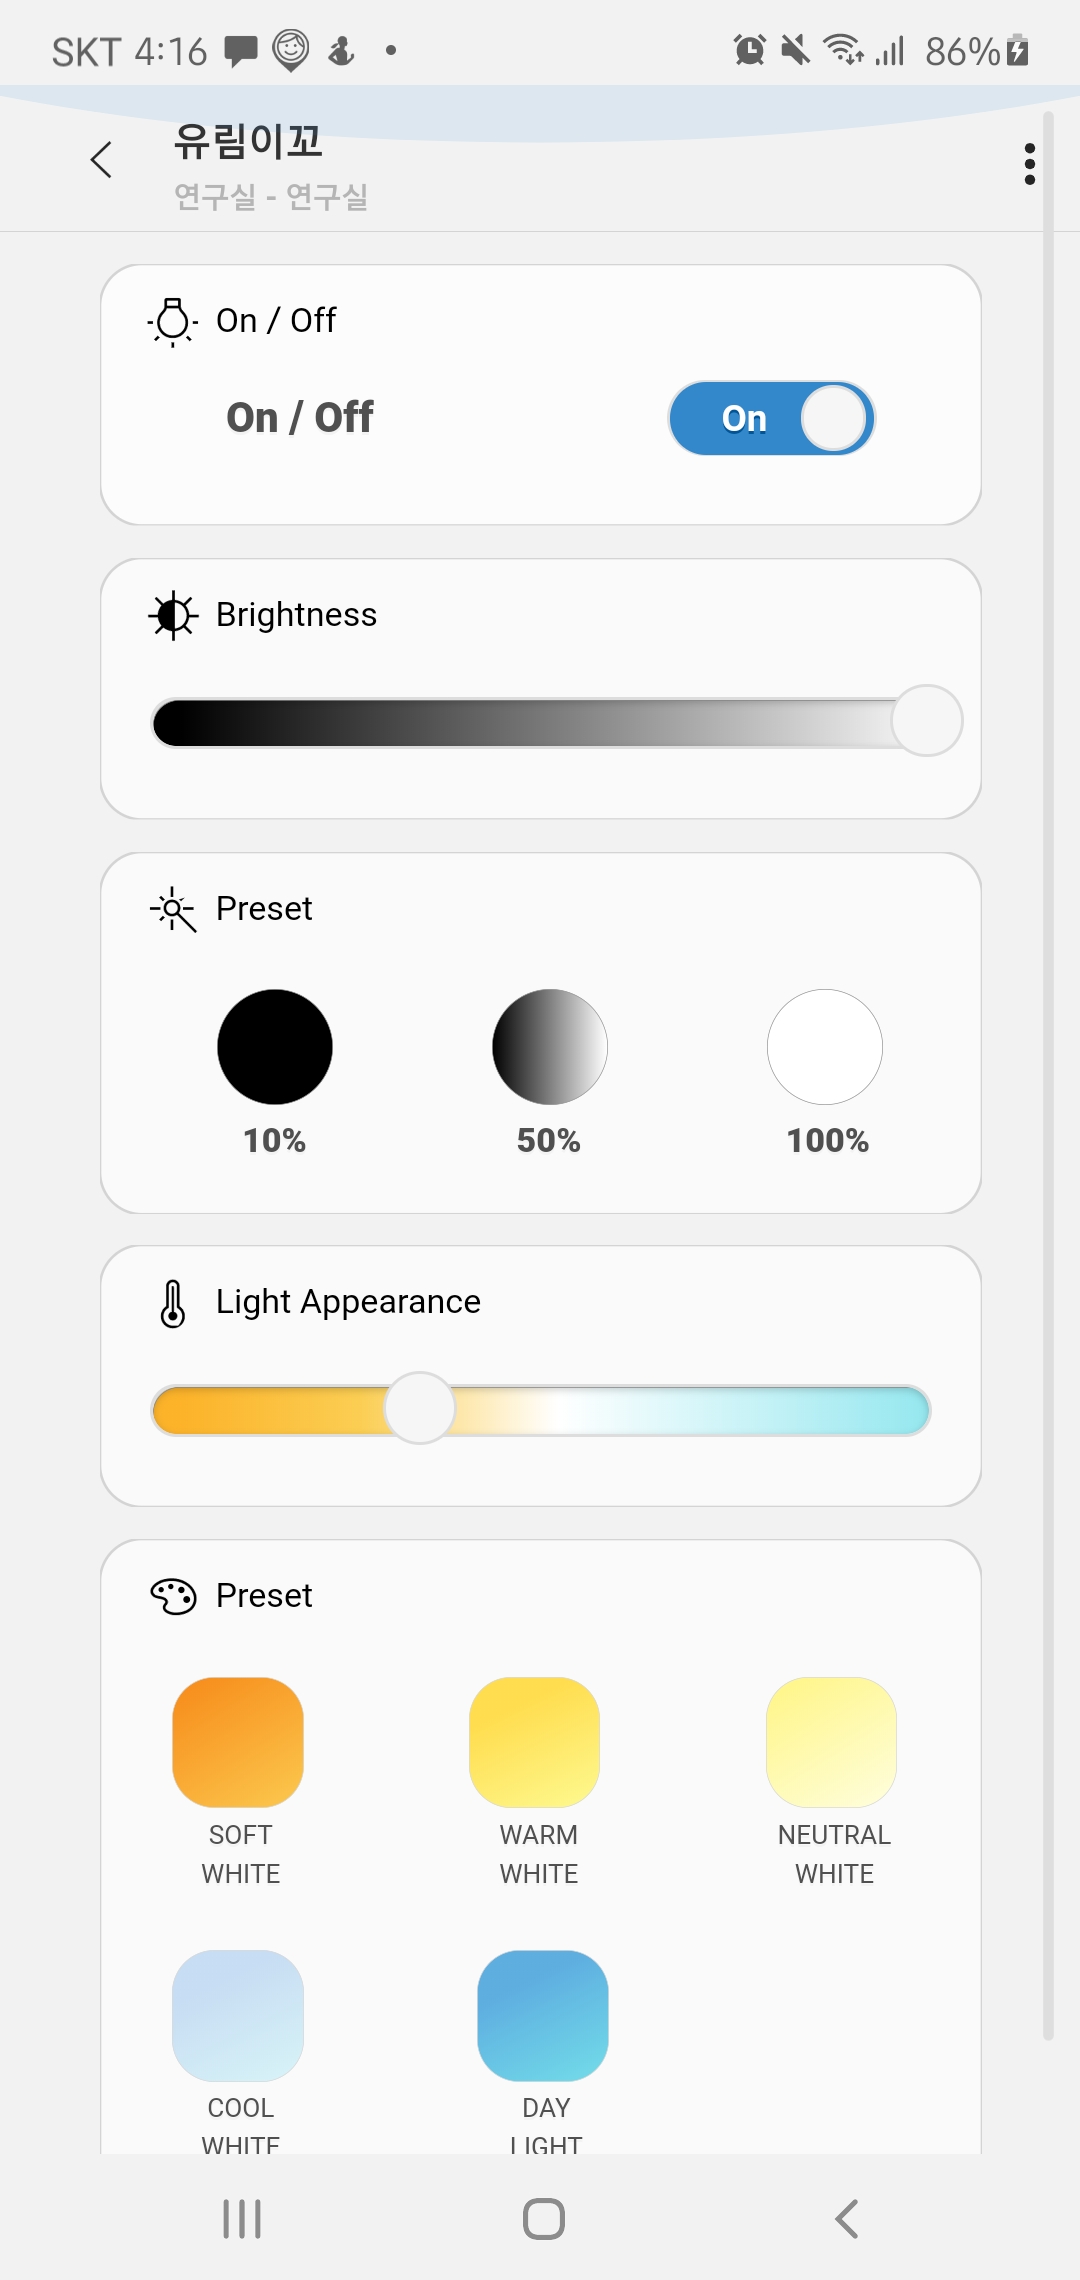 SKT 4:16 86%
유림이꼬
연구실 - 연구실
On / Off
On / Off On
Brightness
Preset
10% 50% 100%
Light Appearance
Preset
SOFT WARM NEUTRAL
WHITE WHITE WHITE
COOL DAY
WHITE LIGHT